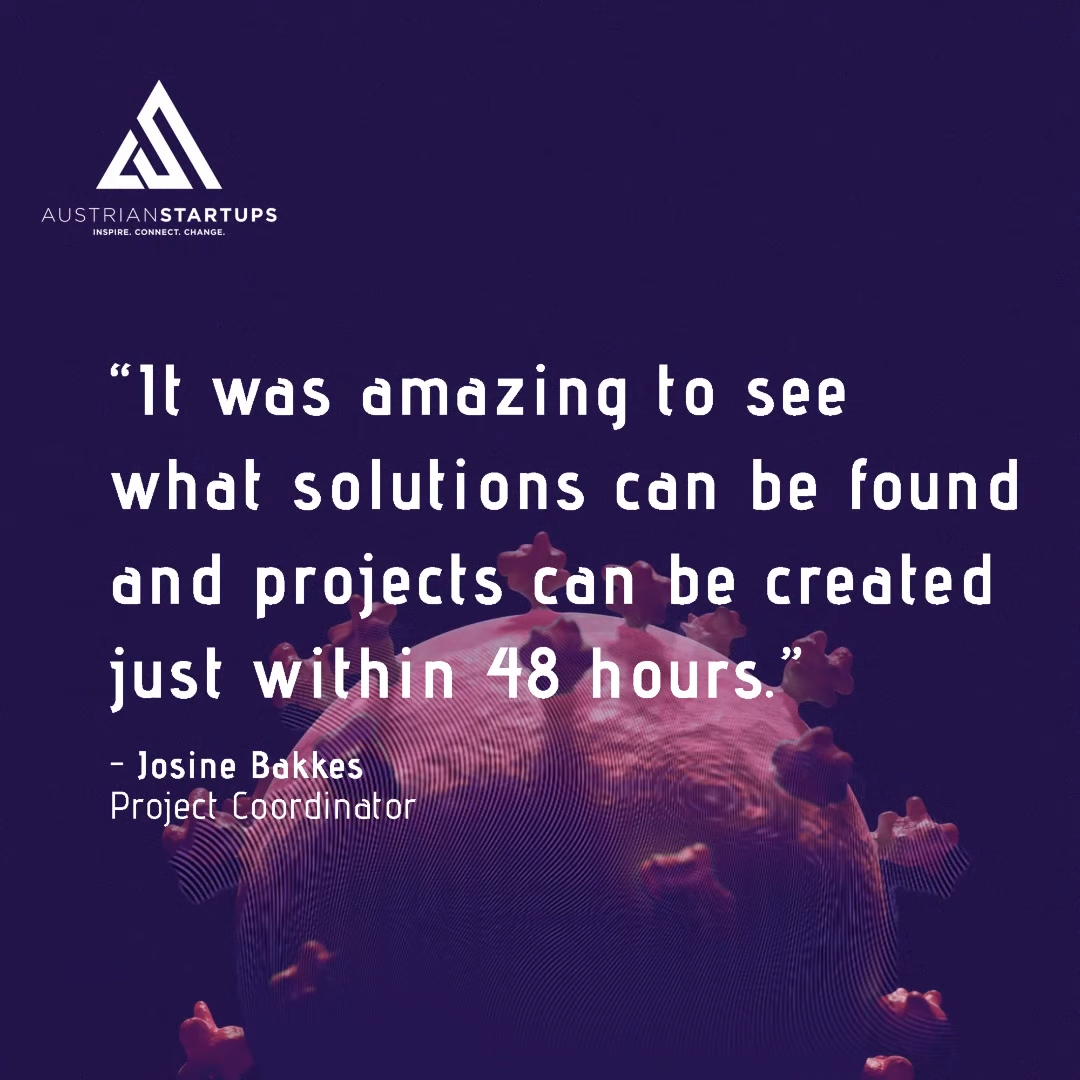 AUSTRIANSTARTUPS
INSPIRE. CONNECT. CHANGE.
“It was amazing to see
what solutions can be found
and projects can be created
just within 48 hours.”
- Josine Bakkes
Project Coordinator